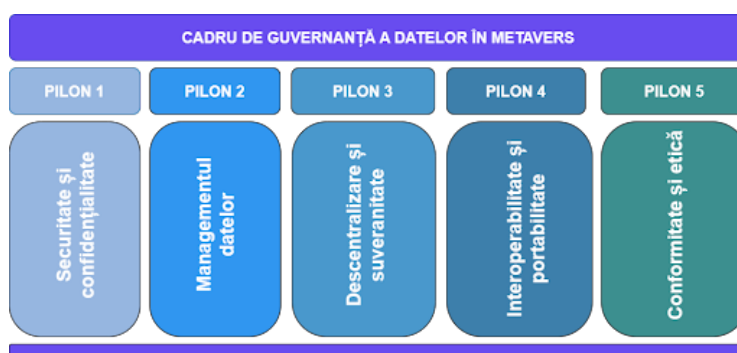 CADRU DE GUVERNANȚĂ A DATELOR ÎN METAVERS
PILON 1
PILON 2
PILON 3
PILON 4
PILON 5
Securitate și
confidențialitate
Managementul
datelor
Descentralizare și
suveranitate
Interoperabilitate și
portabilitate
Conformitate și etică